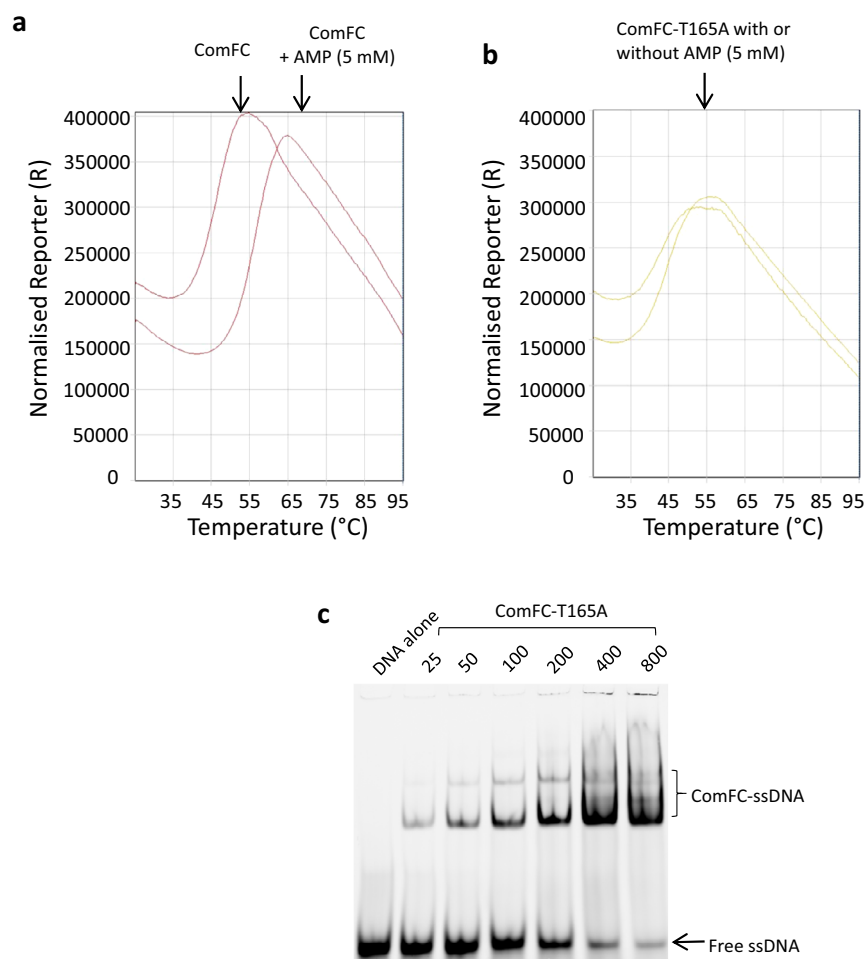 a
ComFC
ComFC
+ AMP (5 mM)
Normalised Reporter (R)
400000
350000
300000
250000
200000
150000
100000
50000
0
35 45 55 65 75 85 95
Temperature (°C)
b
ComFC-T165A with or
without AMP (5 mM)
Normalised Reporter (R)
400000
350000
300000
250000
200000
150000
100000
50000
0
35 45 55 65 75 85 95
Temperature (°C)
c
ComFC-T165A
DNA alone
25 50 100 200 400 800
ComFC-ssDNA
Free ssDNA